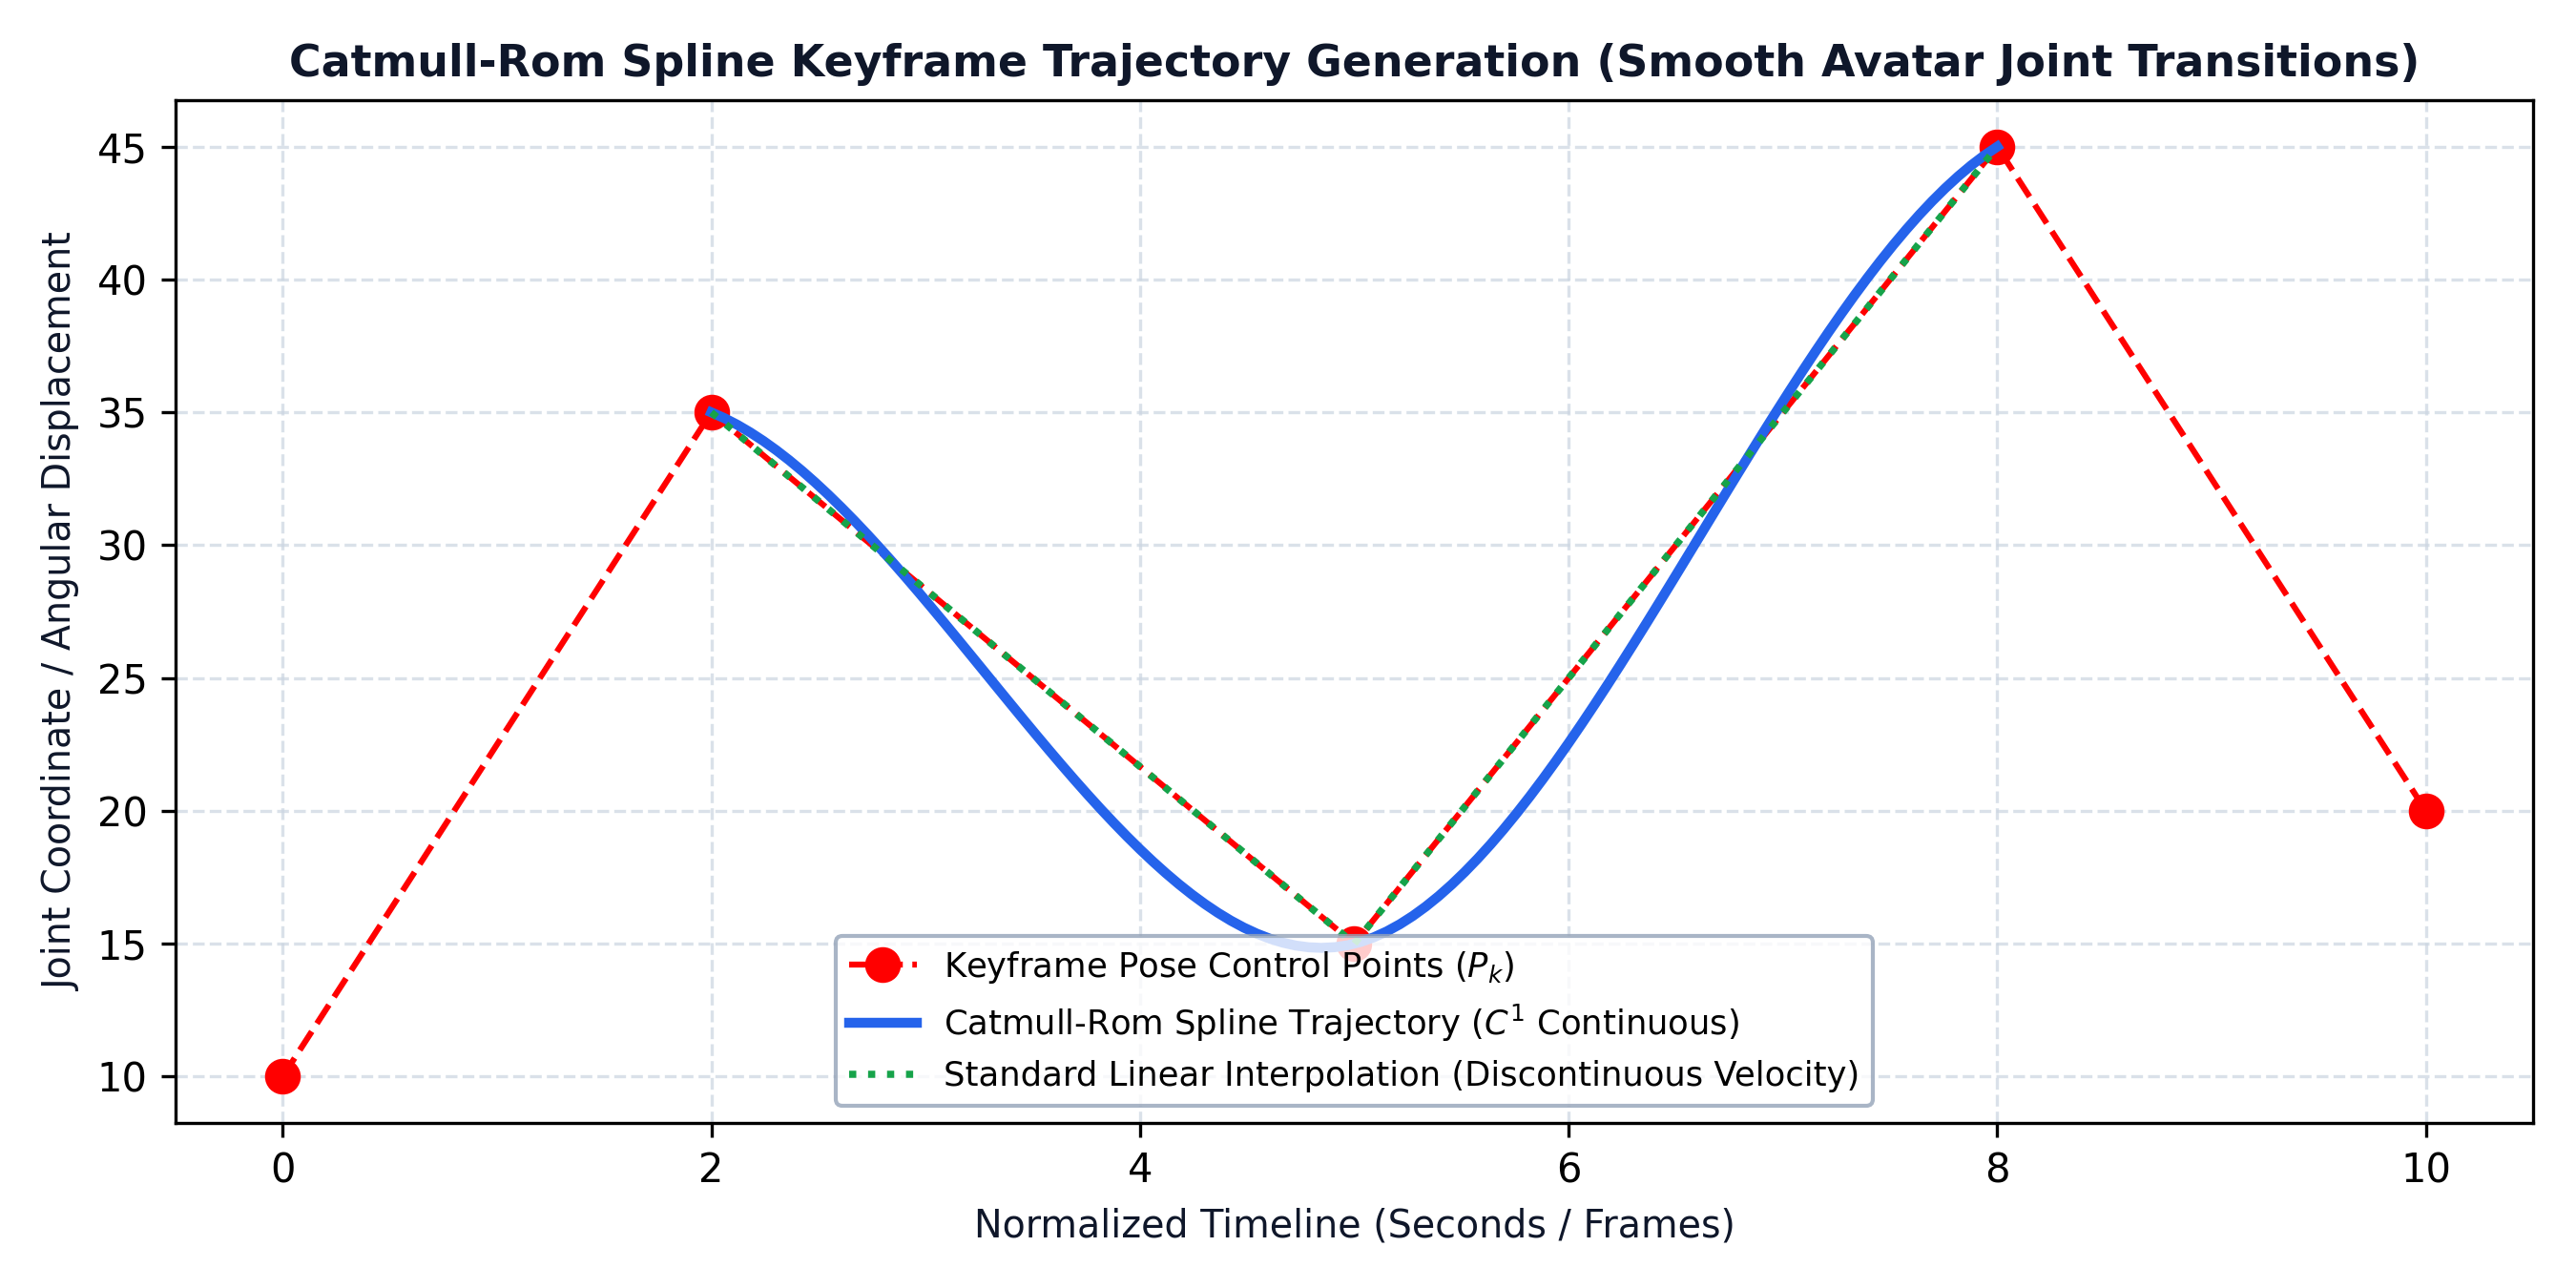 Catmull-Rom Spline Keyframe Trajectory Generation (Smooth Avatar Joint Transitions)
Joint Coordinate / Angular Displacement
45
40
35
30
25
20
15
10
Keyframe Pose Control Points (Pₖ)
Catmull-Rom Spline Trajectory (C¹ Continuous)
Standard Linear Interpolation (Discontinuous Velocity)
0 2 4 6 8 10
Normalized Timeline (Seconds / Frames)